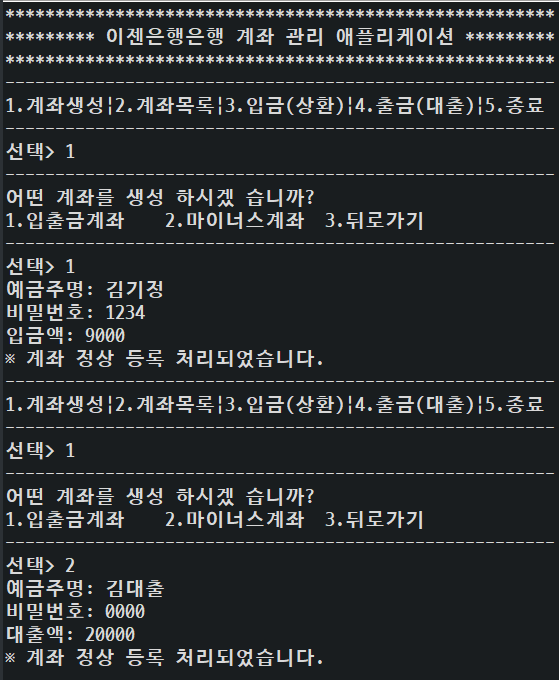 *******************************************************
********* 이젠은행은행 계좌 관리 애플리케이션 *********
*******************************************************
-------------------------------------------------------
1.계좌생성¦2.계좌목록¦3.입금(상환)¦4.출금(대출)¦5.종료
-------------------------------------------------------
선택> 1
-------------------------------------------------------
어떤 계좌를 생성 하시겠 습니까?
1.입출금계좌    2.마이너스계좌  3.뒤로가기
-------------------------------------------------------
선택> 1
예금주명: 김기정
비밀번호: 1234
입금액: 9000
※ 계좌 정상 등록 처리되었습니다.
-------------------------------------------------------
1.계좌생성¦2.계좌목록¦3.입금(상환)¦4.출금(대출)¦5.종료
-------------------------------------------------------
선택> 1
-------------------------------------------------------
어떤 계좌를 생성 하시겠 습니까?
1.입출금계좌    2.마이너스계좌  3.뒤로가기
-------------------------------------------------------
선택> 2
예금주명: 김대출
비밀번호: 0000
대출액: 20000
※ 계좌 정상 등록 처리되었습니다.